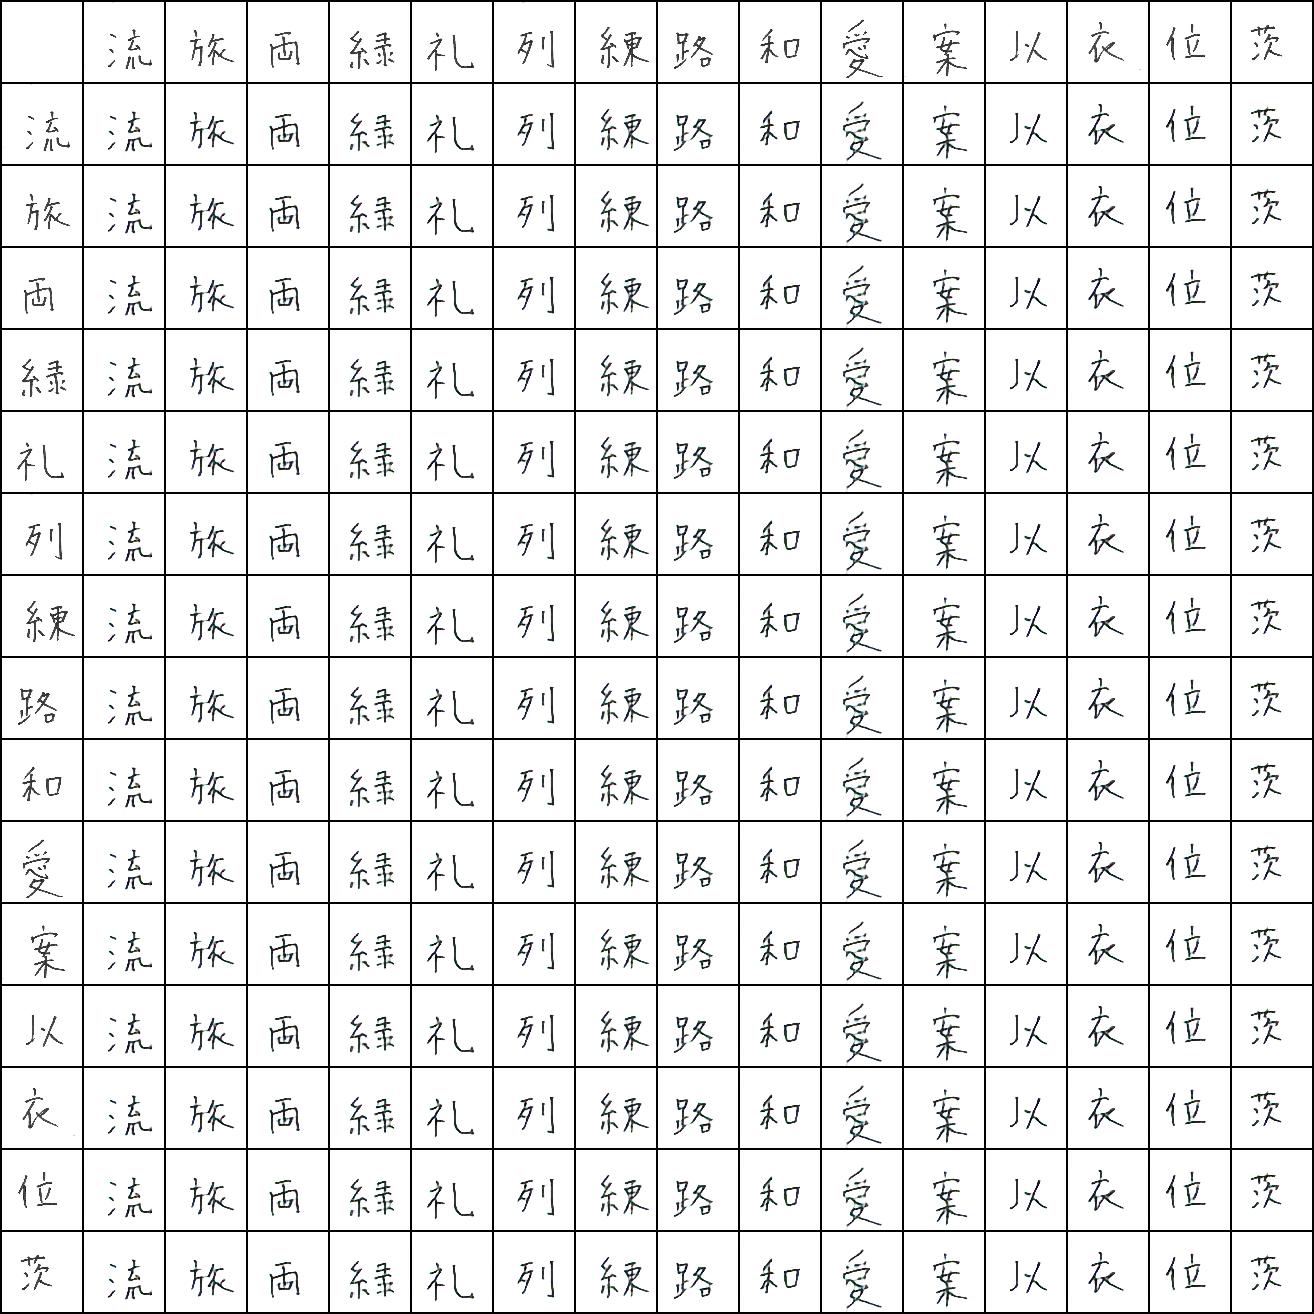 流 旅 両 緑 礼 列 練 路 和 愛 案 以 衣 位 茨
流 流 旅 両 緑 礼 列 練 路 和 愛 案 以 衣 位 茨
旅 流 旅 両 緑 礼 列 練 路 和 愛 案 以 衣 位 茨
両 流 旅 両 緑 礼 列 練 路 和 愛 案 以 衣 位 茨
緑 流 旅 両 緑 礼 列 練 路 和 愛 案 以 衣 位 茨
礼 流 旅 両 緑 礼 列 練 路 和 愛 案 以 衣 位 茨
列 流 旅 両 緑 礼 列 練 路 和 愛 案 以 衣 位 茨
練 流 旅 両 緑 礼 列 練 路 和 愛 案 以 衣 位 茨
路 流 旅 両 緑 礼 列 練 路 和 愛 案 以 衣 位 茨
和 流 旅 両 緑 礼 列 練 路 和 愛 案 以 衣 位 茨
愛 流 旅 両 緑 礼 列 練 路 和 愛 案 以 衣 位 茨
案 流 旅 両 緑 礼 列 練 路 和 愛 案 以 衣 位 茨
以 流 旅 両 緑 礼 列 練 路 和 愛 案 以 衣 位 茨
衣 流 旅 両 緑 礼 列 練 路 和 愛 案 以 衣 位 茨
位 流 旅 両 緑 礼 列 練 路 和 愛 案 以 衣 位 茨
茨 流 旅 両 緑 礼 列 練 路 和 愛 案 以 衣 位 茨